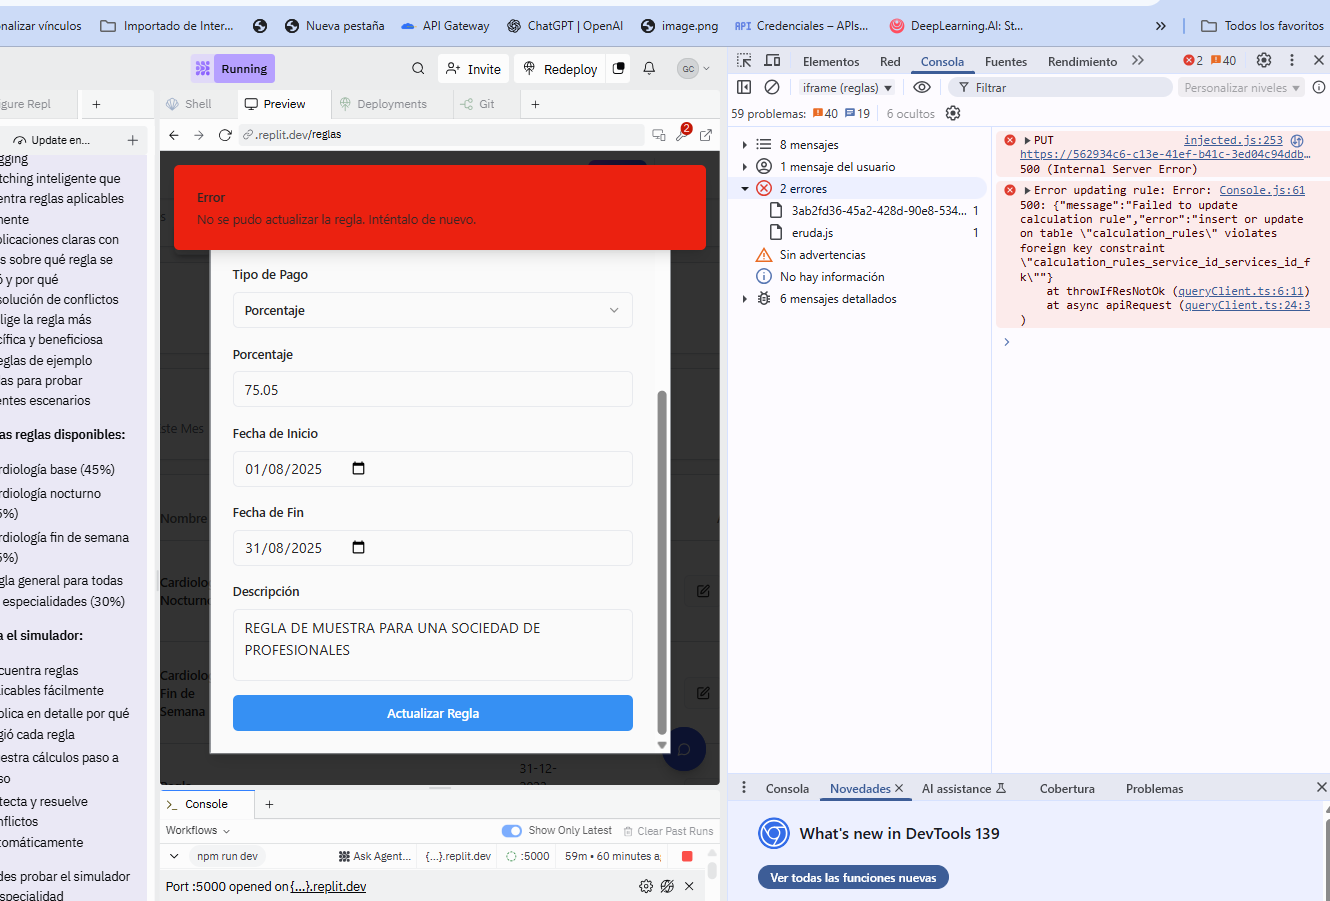 nalizar vínculos
Importado de Inter...
Nueva pestaña
API Gateway
ChatGPT | OpenAI
image.png
API Credenciales – APIs...
DeepLearning.AI: St...
»
Todos los favoritos
Running
Invite
Redeploy
GC
gure Repl
+
Shell
Preview
Deployments
Git
+
Update en...
+
.replit.dev/reglas
2
gging
tching inteligente que
entra reglas aplicables
mente
plicaciones claras con
s sobre qué regla se
ó y por qué
solución de conflictos
lige la regla más
cífica y beneficiosa
eglas de ejemplo
as para probar
entes escenarios
as reglas disponibles:
rdiología base (45%)
rdiología nocturno
5%)
rdiología fin de semana
5%)
gla general para todas
especialidades (30%)
a el simulador:
cuentra reglas
licables fácilmente
plica en detalle por qué
gió cada regla
estra cálculos paso a
so
tecta y resuelve
nflictos
tomáticamente
des probar el simulador
specialidad
Error
No se pudo actualizar la regla. Inténtalo de nuevo.
Tipo de Pago
Porcentaje
Porcentaje
75.05
Fecha de Inicio
01/08/2025
Fecha de Fin
31/08/2025
Descripción
REGLA DE MUESTRA PARA UNA SOCIEDAD DE
PROFESIONALES
Actualizar Regla
ste Mes
Nombre
Cardiolo
Nocturno
Cardiolo
Fin de
Semana
31-12-
Console
+
Workflows
Show Only Latest
Clear Past Runs
npm run dev
Ask Agent...
{...}.replit.dev
:5000
59m • 60 minutes a
Port :5000 opened on {...}.replit.dev
Elementos
Red
Consola
Fuentes
Rendimiento
»
2
40
iframe (reglas)
Filtrar
Personalizar niveles
59 problemas:
40
19
6 ocultos
8 mensajes
1 mensaje del usuario
2 errores
3ab2fd36-45a2-428d-90e8-534... 1
eruda.js 1
Sin advertencias
No hay información
6 mensajes detallados
PUT injected.js:253
https://562934c6-c13e-41ef-b41c-3ed04c94ddb…
500 (Internal Server Error)
Error updating rule: Error: Console.js:61
500: {"message":"Failed to update
calculation rule","error":"insert or update
on table \"calculation_rules\" violates
foreign key constraint
\"calculation_rules_service_id_services_id_f
k\""}
at throwIfResNotOk (queryClient.ts:6:11)
at async apiRequest (queryClient.ts:24:3
)
Consola
Novedades
AI assistance
Cobertura
Problemas
What's new in DevTools 139
Ver todas las funciones nuevas